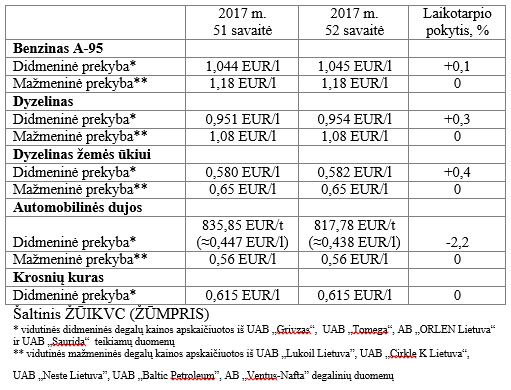 2017 m. 51 savaitė 2017 m. 52 savaitė Laikotarpio pokytis, %
Benzinas A-95
Didmeninė prekyba* 1,044 EUR/l 1,045 EUR/l +0,1
Mažmeninė prekyba** 1,18 EUR/l 1,18 EUR/l 0
Dyzelinas
Didmeninė prekyba* 0,951 EUR/l 0,954 EUR/l +0,3
Mažmeninė prekyba** 1,08 EUR/l 1,08 EUR/l 0
Dyzelinas žemės ūkiui
Didmeninė prekyba* 0,580 EUR/l 0,582 EUR/l +0,4
Mažmeninė prekyba** 0,65 EUR/l 0,65 EUR/l 0
Automobilinės dujos
Didmeninė prekyba* 835,85 EUR/t (≈0,447 EUR/l) 817,78 EUR/t (≈0,438 EUR/l) -2,2
Mažmeninė prekyba** 0,56 EUR/l 0,56 EUR/l 0
Krosnių kuras
Didmeninė prekyba* 0,615 EUR/l 0,615 EUR/l 0
Šaltinis ŽŪIKVC (ŽŪMPRIS)
* vidutinės didmeninės degalų kainos apskaičiuotos iš UAB „Grivzas“, UAB „Tomega“, AB „ORLEN Lietuva“
ir UAB „Saurida“ teikiamų duomenų
** vidutinės mažmeninės degalų kainos apskaičiuotos iš UAB „Lukoil Lietuva”, UAB „Cirkle K Lietuva“,
UAB „Neste Lietuva”, UAB „Baltic Petroleum”, AB „Ventus-Nafta” degalinių duomenų